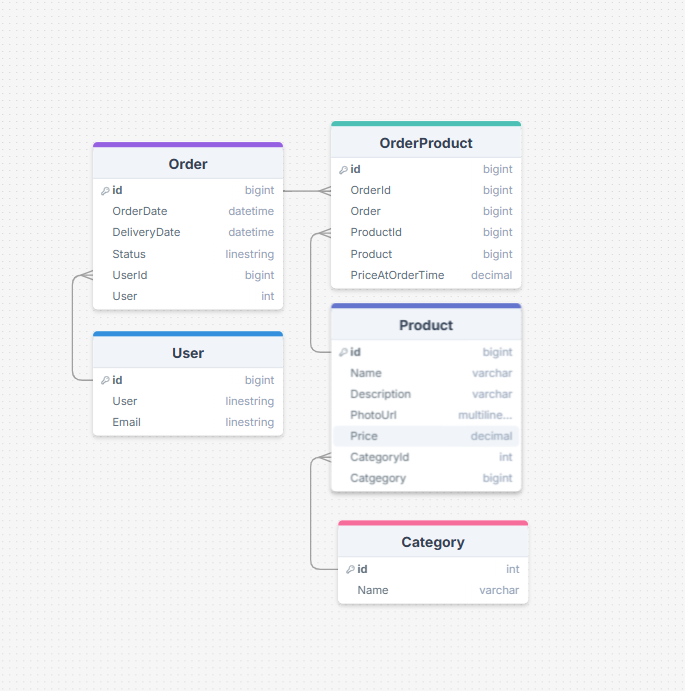 Order
id bigint
OrderDate datetime
DeliveryDate datetime
Status linestring
UserId bigint
User int
User
id bigint
User linestring
Email linestring
OrderProduct
id bigint
OrderId bigint
Order bigint
ProductId bigint
Product bigint
PriceAtOrderTime decimal
Product
id bigint
Name varchar
Description varchar
PhotoUrl multiline...
Price decimal
CategoryId int
Catgegory bigint
Category
id int
Name varchar